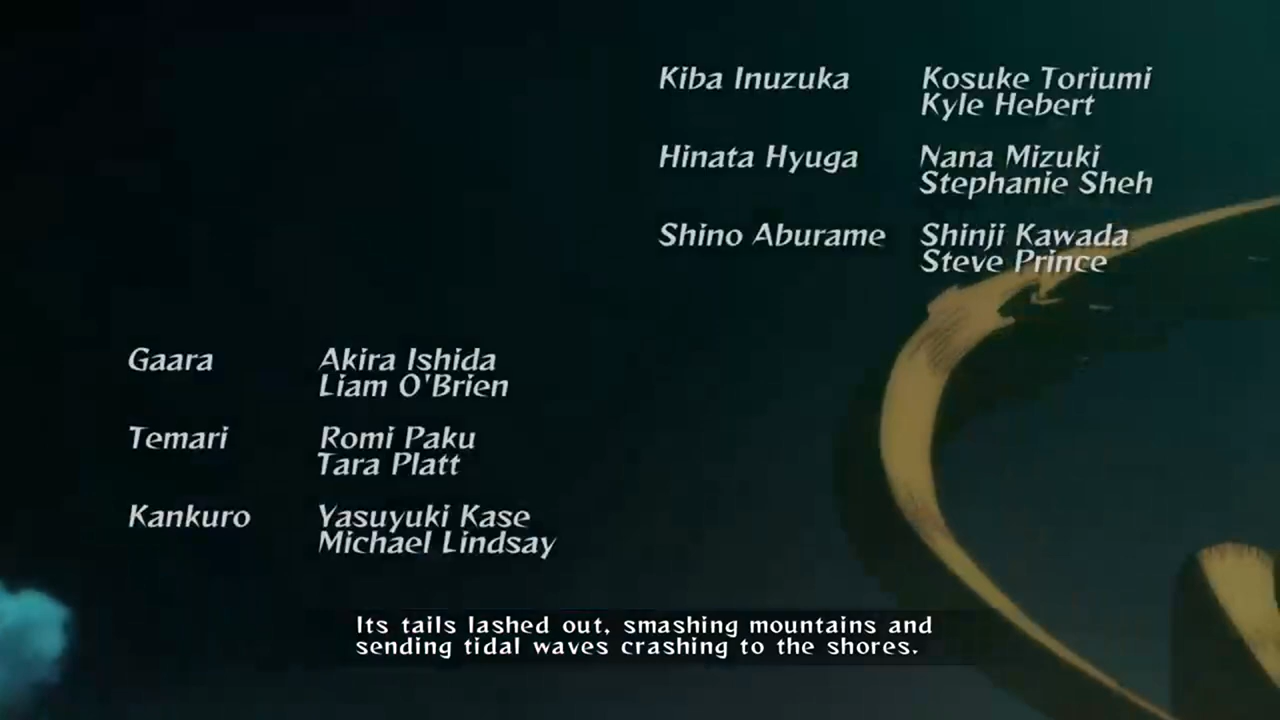 Kiba Inuzuka Kosuke Toriumi
Kyle Hebert
Hinata Hyuga Nana Mizuki
Stephanie Sheh
Shino Aburame Shinji Kawada
Steve Prince
Gaara Akira Ishida
Liam O'Brien
Temari Romi Paku
Tara Platt
Kankuro Yasuyuki Kase
Michael Lindsay
Its tails lashed out, smashing mountains and
sending tidal waves crashing to the shores.